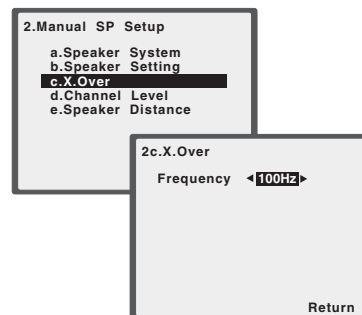 2.Manual SP Setup
a.Speaker System
b.Speaker Setting
c.X.Over
d.Channel Level
e.Speaker Distance
2c.X.Over
Frequency ◀100Hz▶
Return